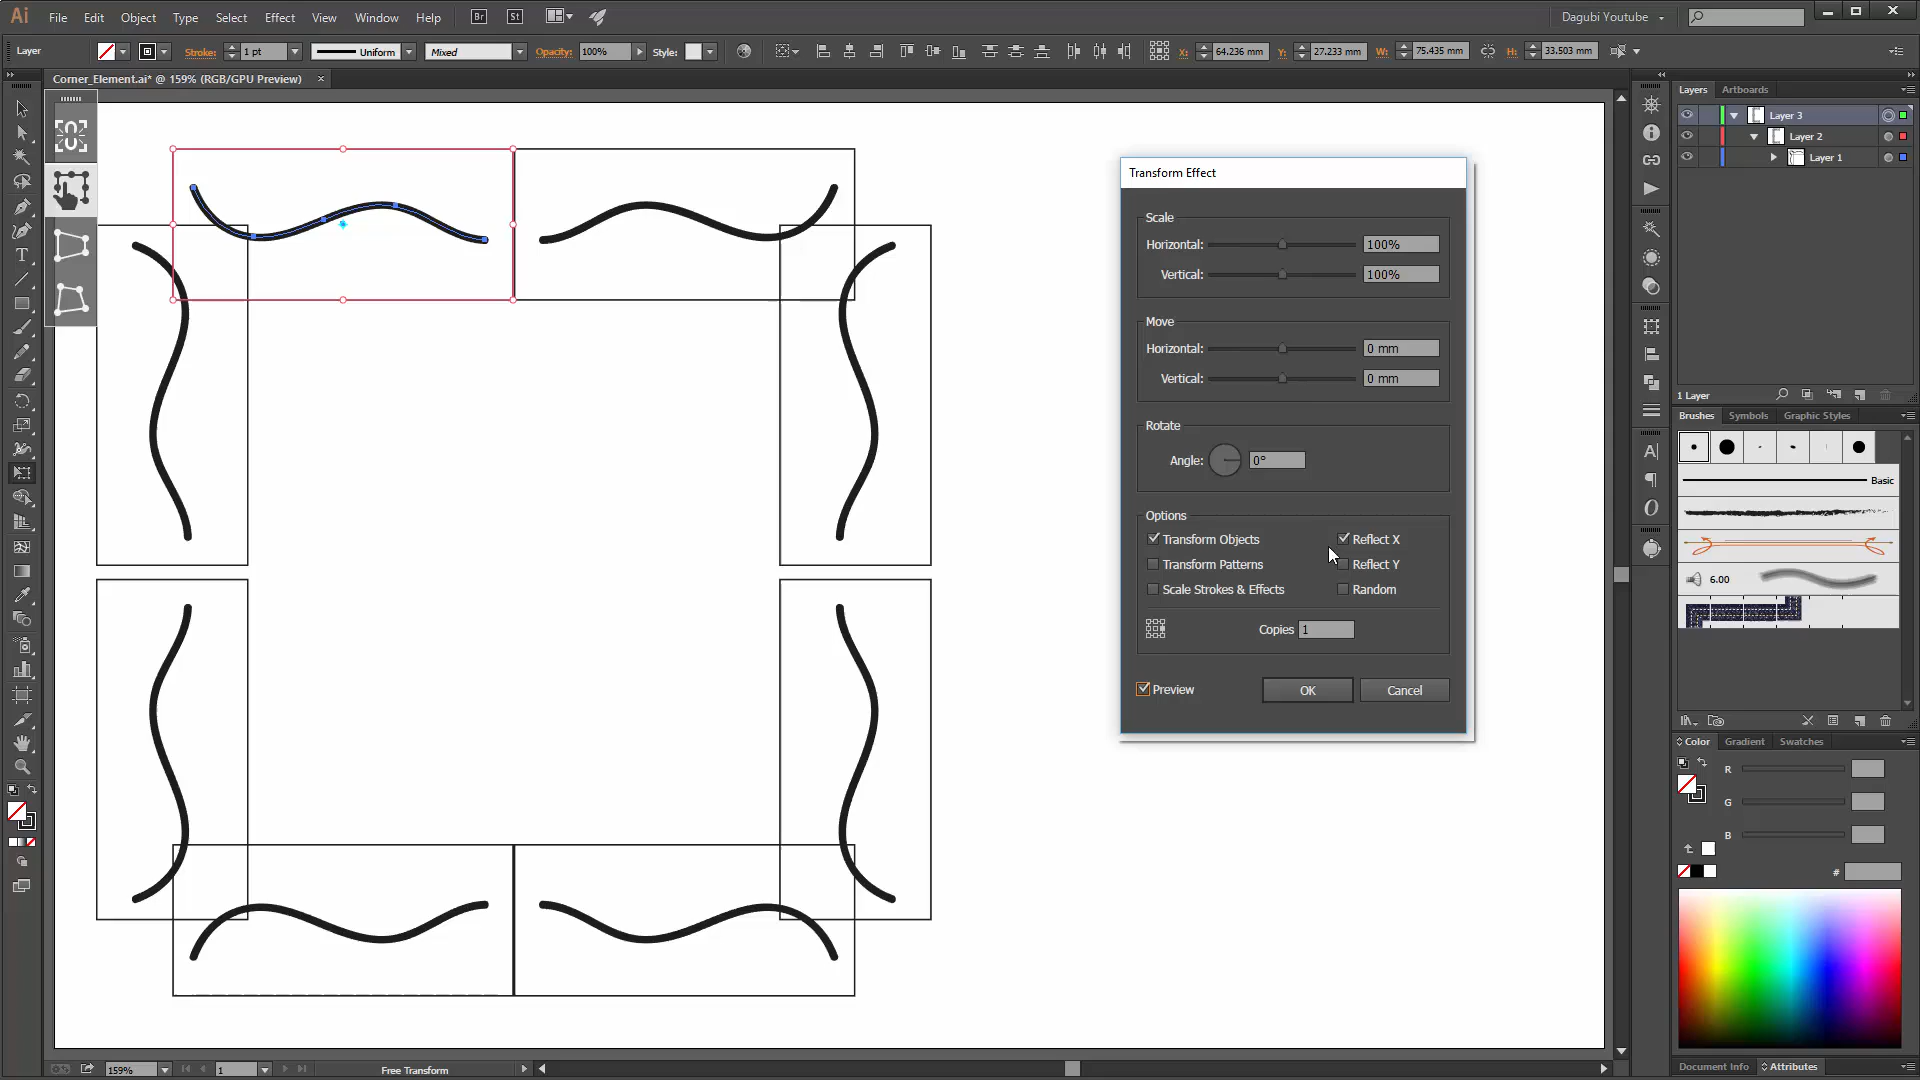 Ai File Edit Object Type Select Effect View Window Help Br St Dagubi Youtube
Layer Stroke: 1 pt Uniform Mixed Opacity: 100% Style: X: 64.236 mm Y: 27.233 mm W: 75.435 mm H: 33.503 mm
Corner_Element.ai* @ 159% (RGB/GPU Preview) ×
Layers Artboards
Layer 3
Layer 2
Layer 1
1 Layer
Brushes Symbols Graphic Styles
Basic
6.00
Color Gradient Swatches
R
G
B
#
Document Info Attributes
Transform Effect
Scale
Horizontal: 100%
Vertical: 100%
Move
Horizontal: 0 mm
Vertical: 0 mm
Rotate
Angle: 0°
Options
Transform Objects Reflect X
Transform Patterns Reflect Y
Scale Strokes & Effects Random
Copies 1
Preview OK Cancel
159% 1 Free Transform